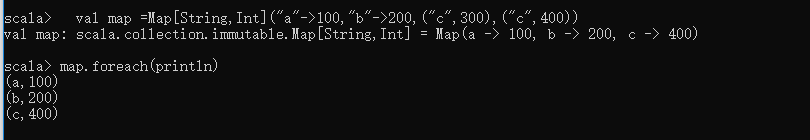 scala>   val map =Map[String,Int]("a"->100,"b"->200,("c",300),("c",400))
val map: scala.collection.immutable.Map[String,Int] = Map(a -> 100, b -> 200, c -> 400)
scala> map.foreach(println)
(a,100)
(b,200)
(c,400)